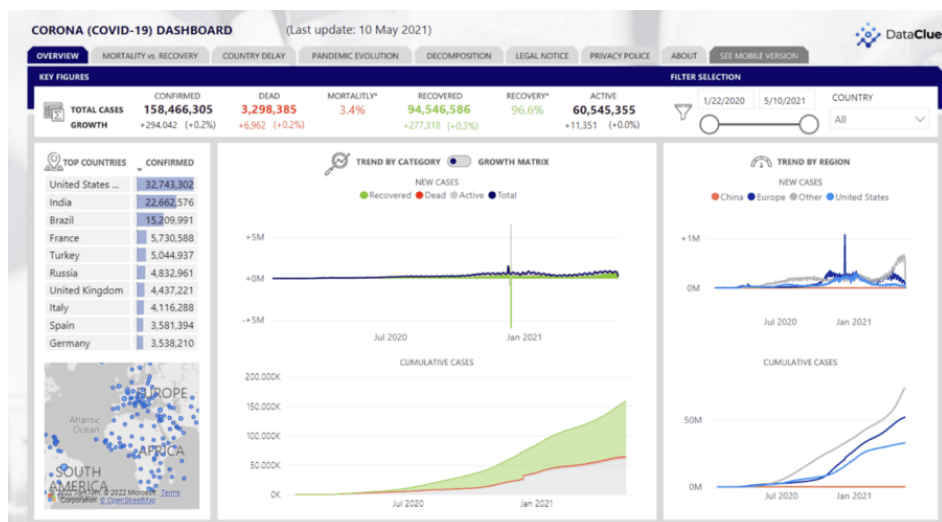 CORONA (COVID-19) DASHBOARD (Last update: 10 May 2021)
DataClue
OVERVIEW MORTALITY vs. RECOVERY COUNTRY DELAY PANDEMIC EVOLUTION DECOMPOSITION LEGAL NOTICE PRIVACY POLICE ABOUT SEE MOBILE VERSION
KEY FIGURES FILTER SELECTION
CONFIRMED DEAD MORTALITLY* RECOVERED RECOVERY* ACTIVE
TOTAL CASES 158,466,305 3,298,385 3.4% 94,546,586 96.6% 60,545,355
GROWTH +294.042 (+0.2%) +6,962 (+0.2%) +277,318 (+0.3%) +11,351 (+0.0%)
1/22/2020 5/10/2021 COUNTRY
All
TOP COUNTRIES CONFIRMED
United States ... 32,743,302
India 22,662,576
Brazil 15,209,991
France 5,730,588
Turkey 5,044,937
Russia 4,832,961
United Kingdom 4,437,221
Italy 4,116,288
Spain 3,581,394
Germany 3,538,210
EUROPE
Atlantic
Ocean
AFRICA
SOUTH
AMERICA
© 2022 TomTom, © 2022 Microsoft Terms
Corporation, © OpenStreetMap
TREND BY CATEGORY GROWTH MATRIX
NEW CASES
Recovered Dead Active Total
+5M
+0M
-+5M
Jul 2020 Jan 2021
CUMULATIVE CASES
200.000K
150.000K
100.000K
50.000K
0K
Jul 2020 Jan 2021
TREND BY REGION
NEW CASES
China Europe Other United States
+1M
0M
Jul 2020 Jan 2021
CUMULATIVE CASES
50M
0M
Jul 2020 Jan 2021